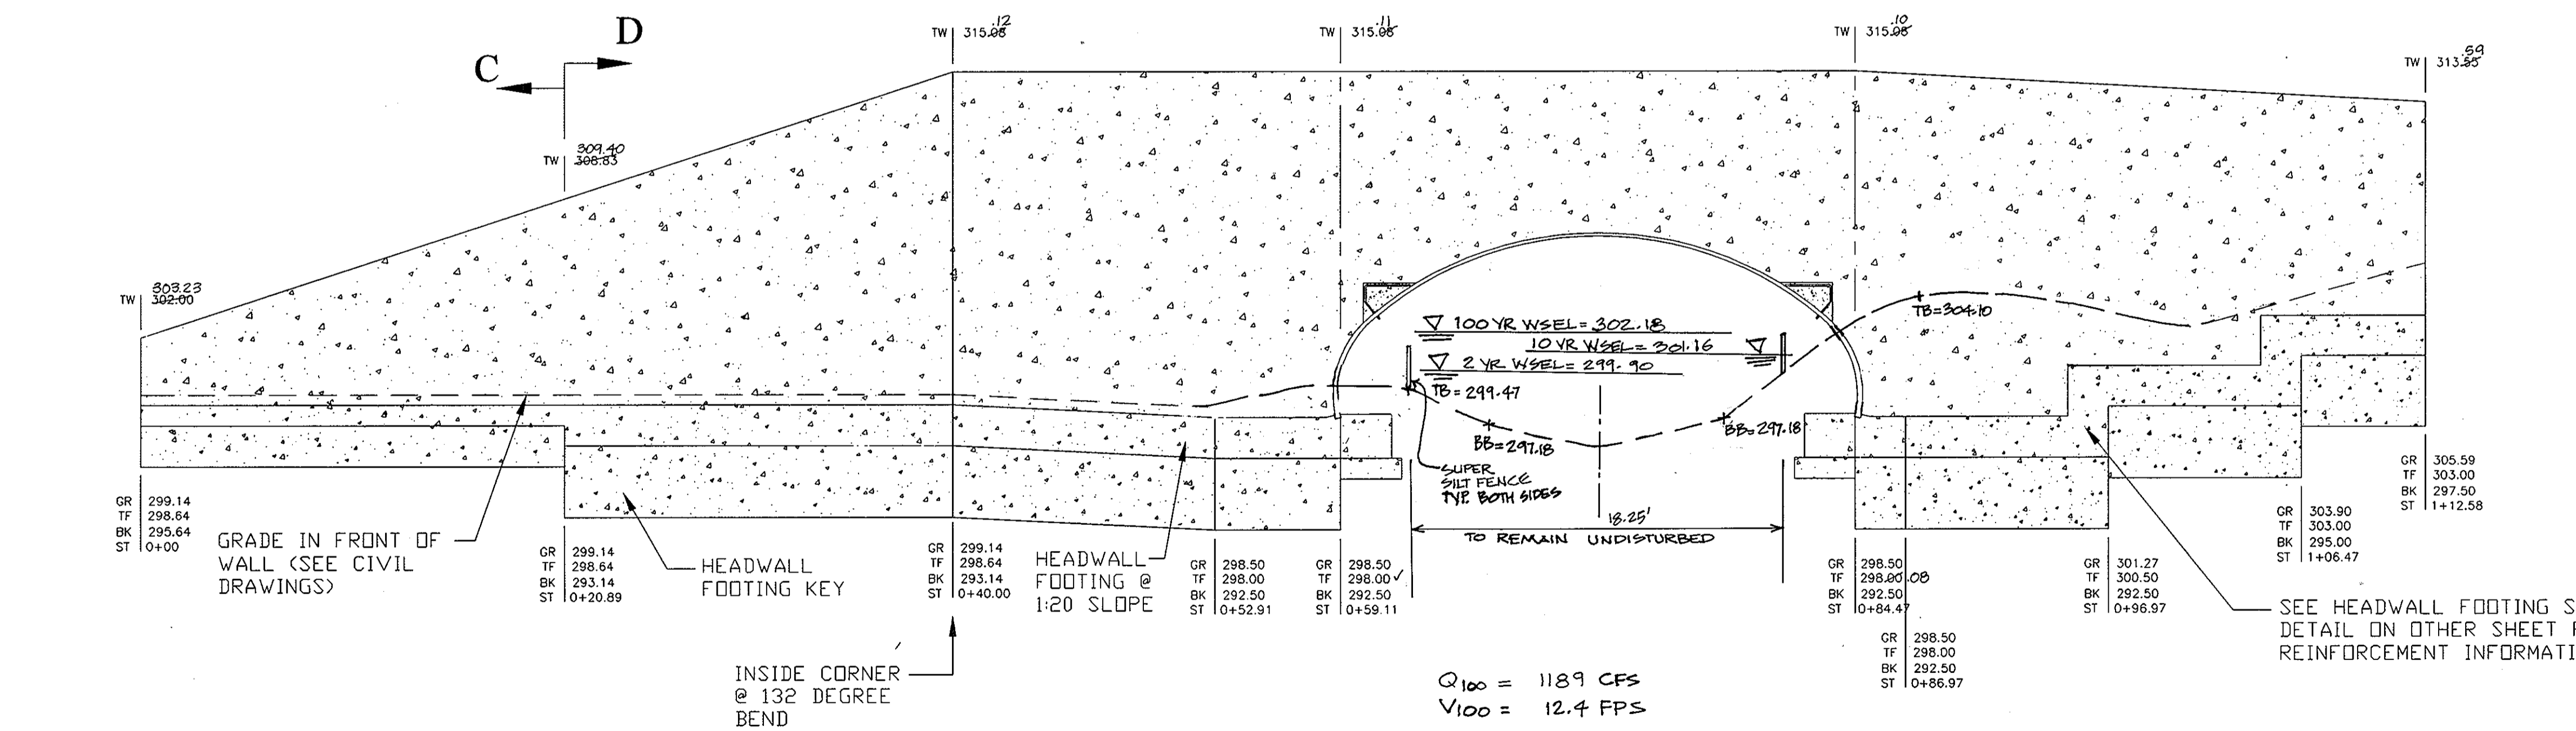 D
C
TW 315.08 .12
TW 315.08 .11
TW 315.08 .10
TW 313.55 .59
309.40
TW 308.83
303.23
TW 302.00
100 YR WSEL = 302.18
10 YR WSEL = 301.16
2 YR WSEL = 299.90
TB = 299.47
TB = 304.10
BB = 297.18
BB = 297.18
SUPER
SILT FENCE
TYP. BOTH SIDES
18.25'
TO REMAIN UNDISTURBED
GR 299.14
TF 298.64
BK 295.64
ST 0+00
GRADE IN FRONT OF
WALL (SEE CIVIL
DRAWINGS)
GR 299.14
TF 298.64
BK 293.14
ST 0+20.89
HEADWALL
FOOTING KEY
GR 299.14
TF 298.64
BK 293.14
ST 0+40.00
HEADWALL
FOOTING @
1:20 SLOPE
GR 298.50
TF 298.00
BK 292.50
ST 0+52.91
GR 298.50
TF 298.00 ✓
BK 292.50
ST 0+59.11
GR 298.50
TF 298.00 .08
BK 292.50
ST 0+84.47
GR 298.50
TF 298.00
BK 292.50
ST 0+86.97
GR 301.27
TF 300.50
BK 292.50
ST 0+96.97
GR 303.90
TF 303.00
BK 295.00
ST 1+06.47
GR 305.59
TF 303.00
BK 297.50
ST 1+12.58
SEE HEADWALL FOOTING S
DETAIL ON OTHER SHEET F
REINFORCEMENT INFORMATI
INSIDE CORNER
@ 132 DEGREE
BEND
Q100 = 1189 CFS
V100 = 12.4 FPS